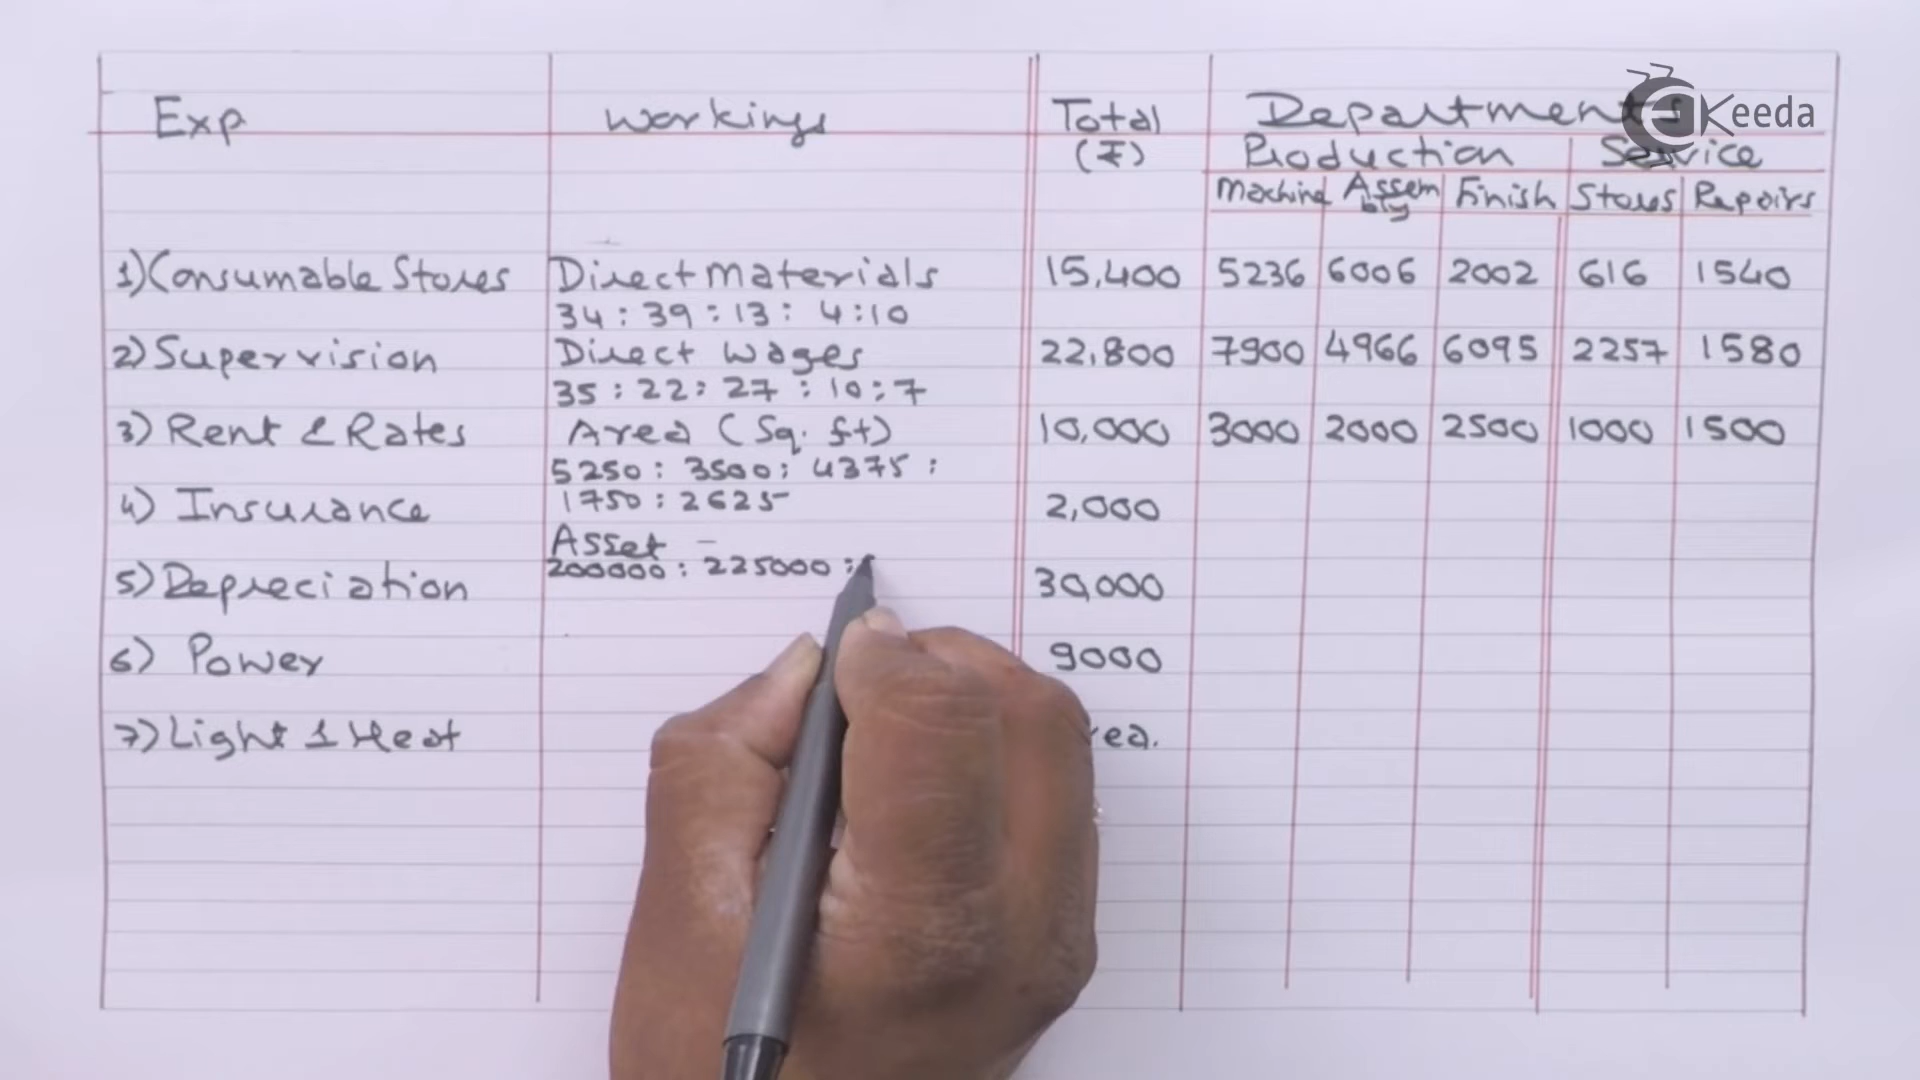 Exp Workings Total Departments
(₹) Production Service
Machine Assembly Finish Stores Repairs
1) Consumable Stores Direct Materials 15,400 5236 6006 2002 616 1540
34 : 39 : 13 : 4 : 10
2) Supervision Direct Wages 22,800 7900 4966 6095 2257 1580
35 : 22 : 27 : 10 : 7
3) Rent & Rates Area (Sq. ft) 10,000 3000 2000 2500 1000 1500
5250 : 3500 : 4375 :
4) Insurance 1750 : 2625 2,000
Asset –
200000 : 225000 :
5) Depreciation 30,000
6) Power 9000
7) Light & Heat
Keeda